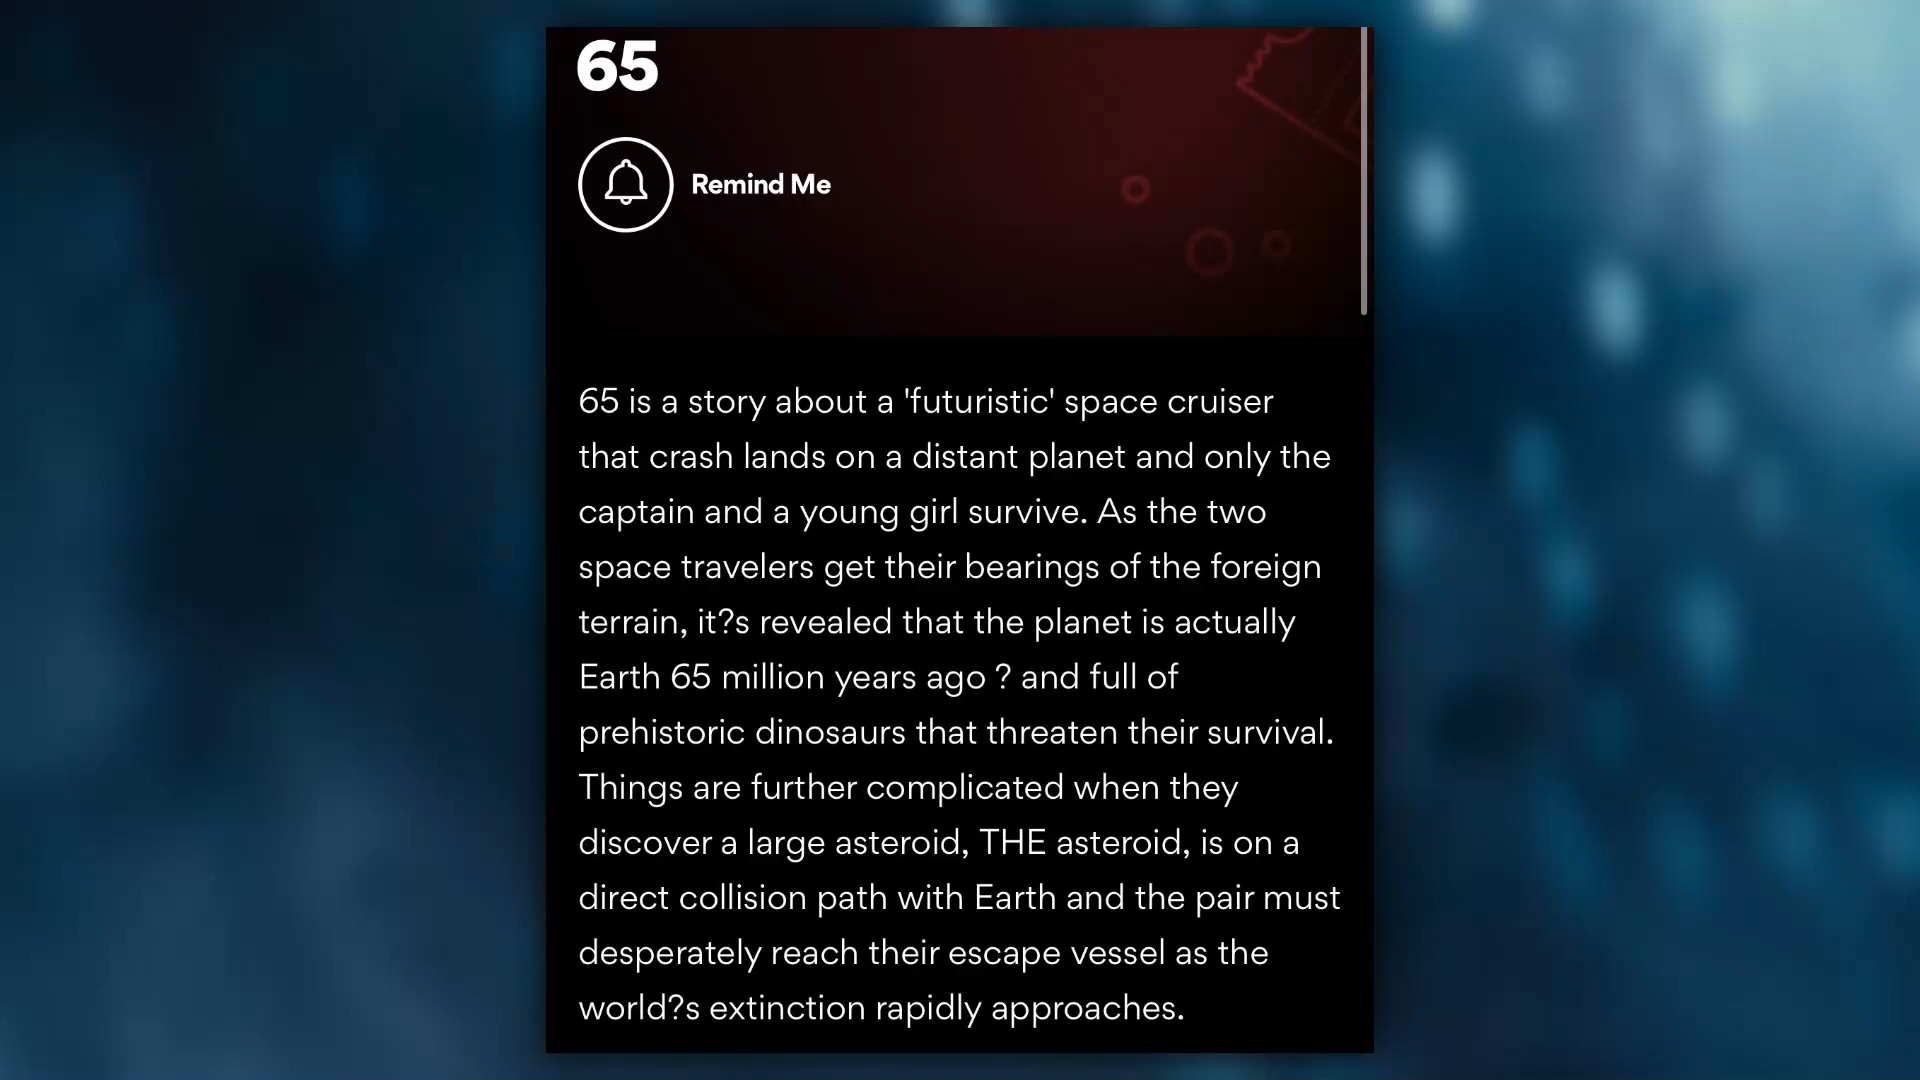 65
Remind Me
65 is a story about a 'futuristic' space cruiser
that crash lands on a distant planet and only the
captain and a young girl survive. As the two
space travelers get their bearings of the foreign
terrain, it?s revealed that the planet is actually
Earth 65 million years ago ? and full of
prehistoric dinosaurs that threaten their survival.
Things are further complicated when they
discover a large asteroid, THE asteroid, is on a
direct collision path with Earth and the pair must
desperately reach their escape vessel as the
world?s extinction rapidly approaches.